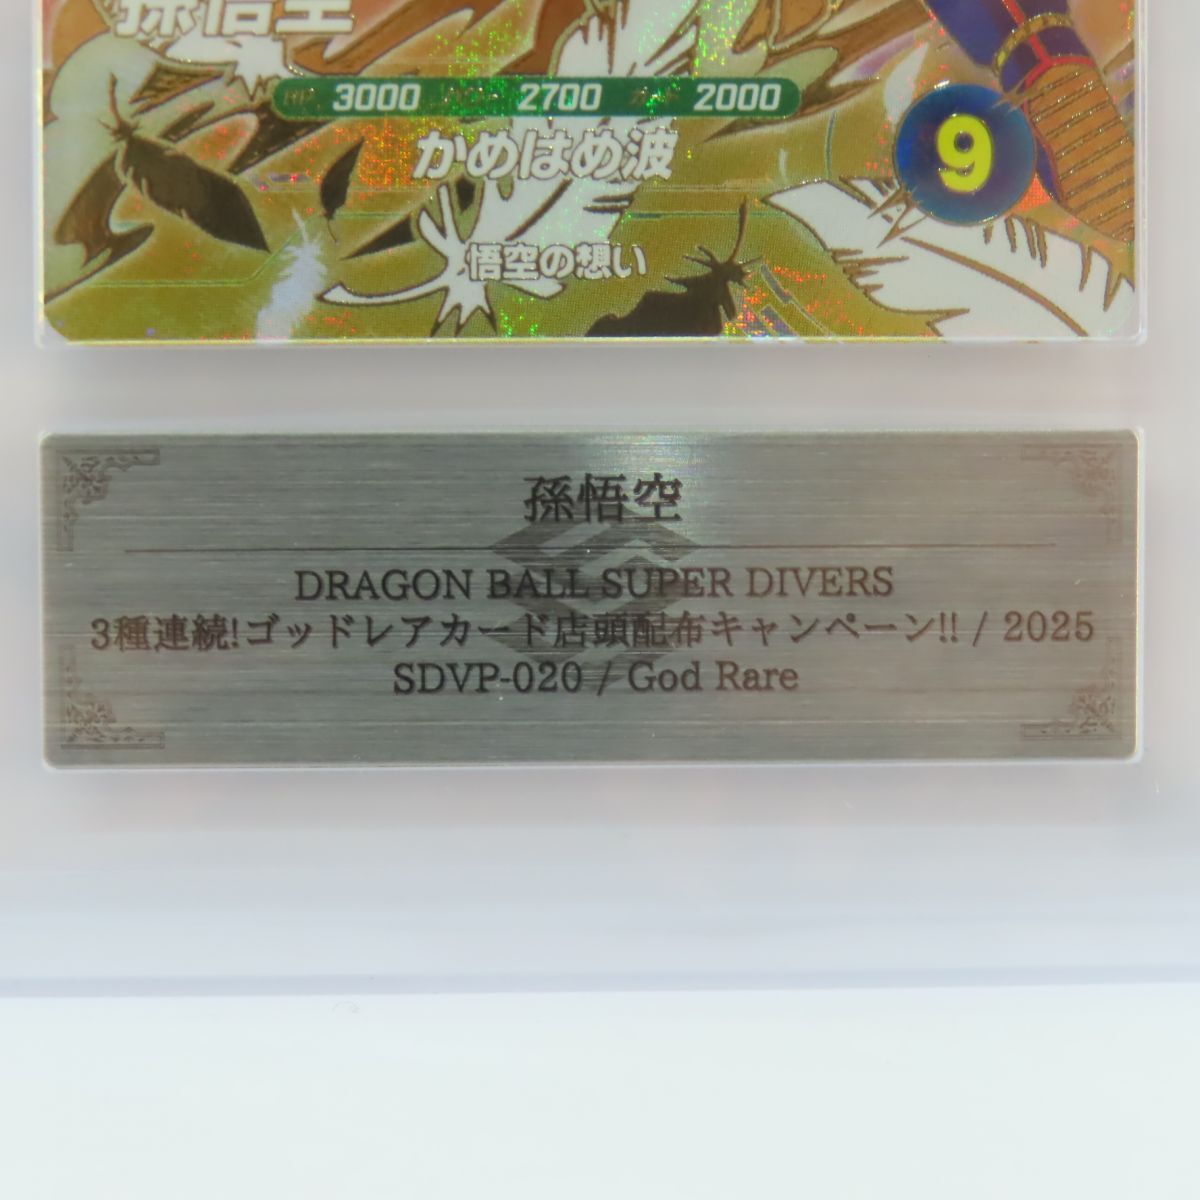 孫悟空
HP 3000 2700 2000
かめはめ波
9
悟空の想い
孫悟空
DRAGON BALL SUPER DIVERS
3種連続!ゴッドレアカード店頭配布キャンペーン!! / 2025
SDVP-020 / God Rare